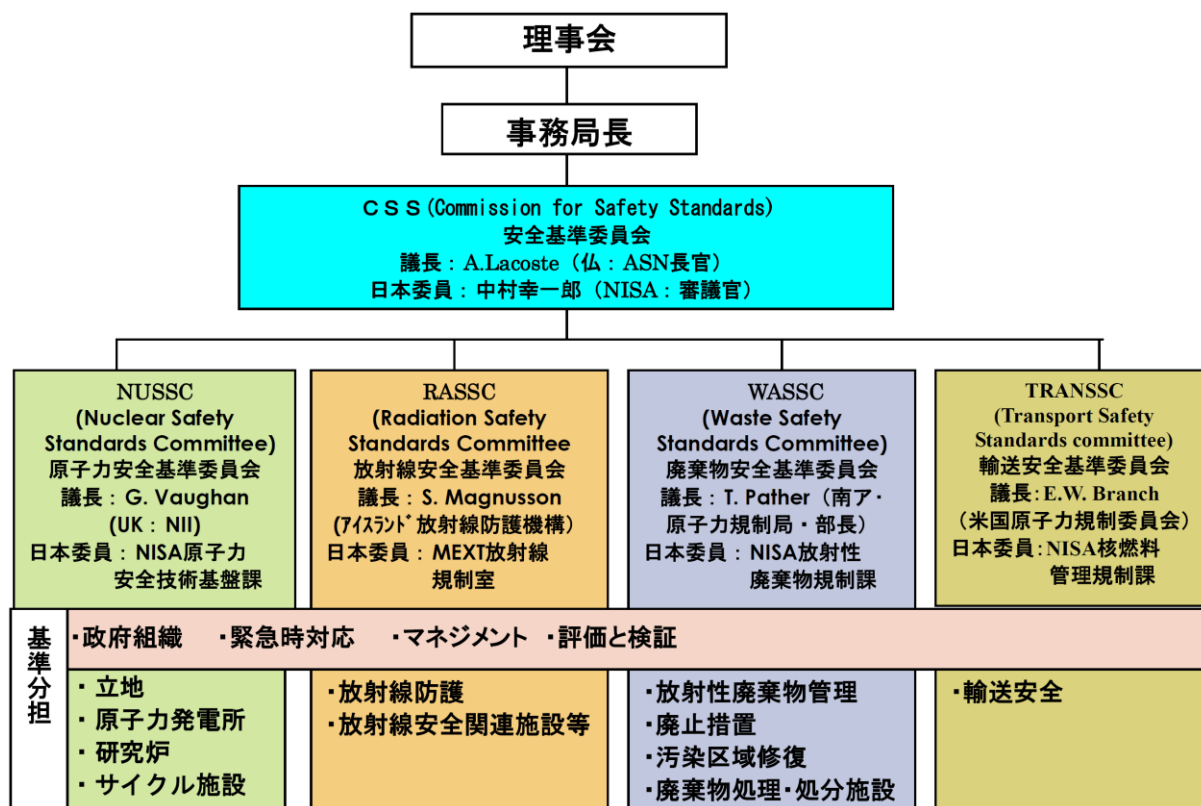 理事会
事務局長
ＣＳＳ(Commission for Safety Standards)
安全基準委員会
議長：A.Lacoste（仏：ASN長官）
日本委員：中村幸一郎（NISA：審議官）
NUSSC
(Nuclear Safety
Standards Committee)
原子力安全基準委員会
議長：G. Vaughan
(UK：NII)
日本委員：NISA原子力
安全技術基盤課
RASSC
(Radiation Safety
Standards Committee
放射線安全基準委員会
議長：S. Magnusson
(ｱｲｽﾗﾝﾄﾞ放射線防護機構）
日本委員：MEXT放射線
規制室
WASSC
(Waste Safety
Standards Committee)
廃棄物安全基準委員会
議長：T. Pather（南ア・
原子力規制局・部長）
日本委員：NISA放射性
廃棄物規制課
TRANSSC
(Transport Safety
Standards committee)
輸送安全基準委員会
議長：E.W. Branch
（米国原子力規制委員会）
日本委員：NISA核燃料
管理規制課
基準分担
・政府組織　・緊急時対応　・マネジメント　・評価と検証
・立地
・原子力発電所
・研究炉
・サイクル施設
・放射線防護
・放射線安全関連施設等
・放射性廃棄物管理
・廃止措置
・汚染区域修復
・廃棄物処理・処分施設
・輸送安全